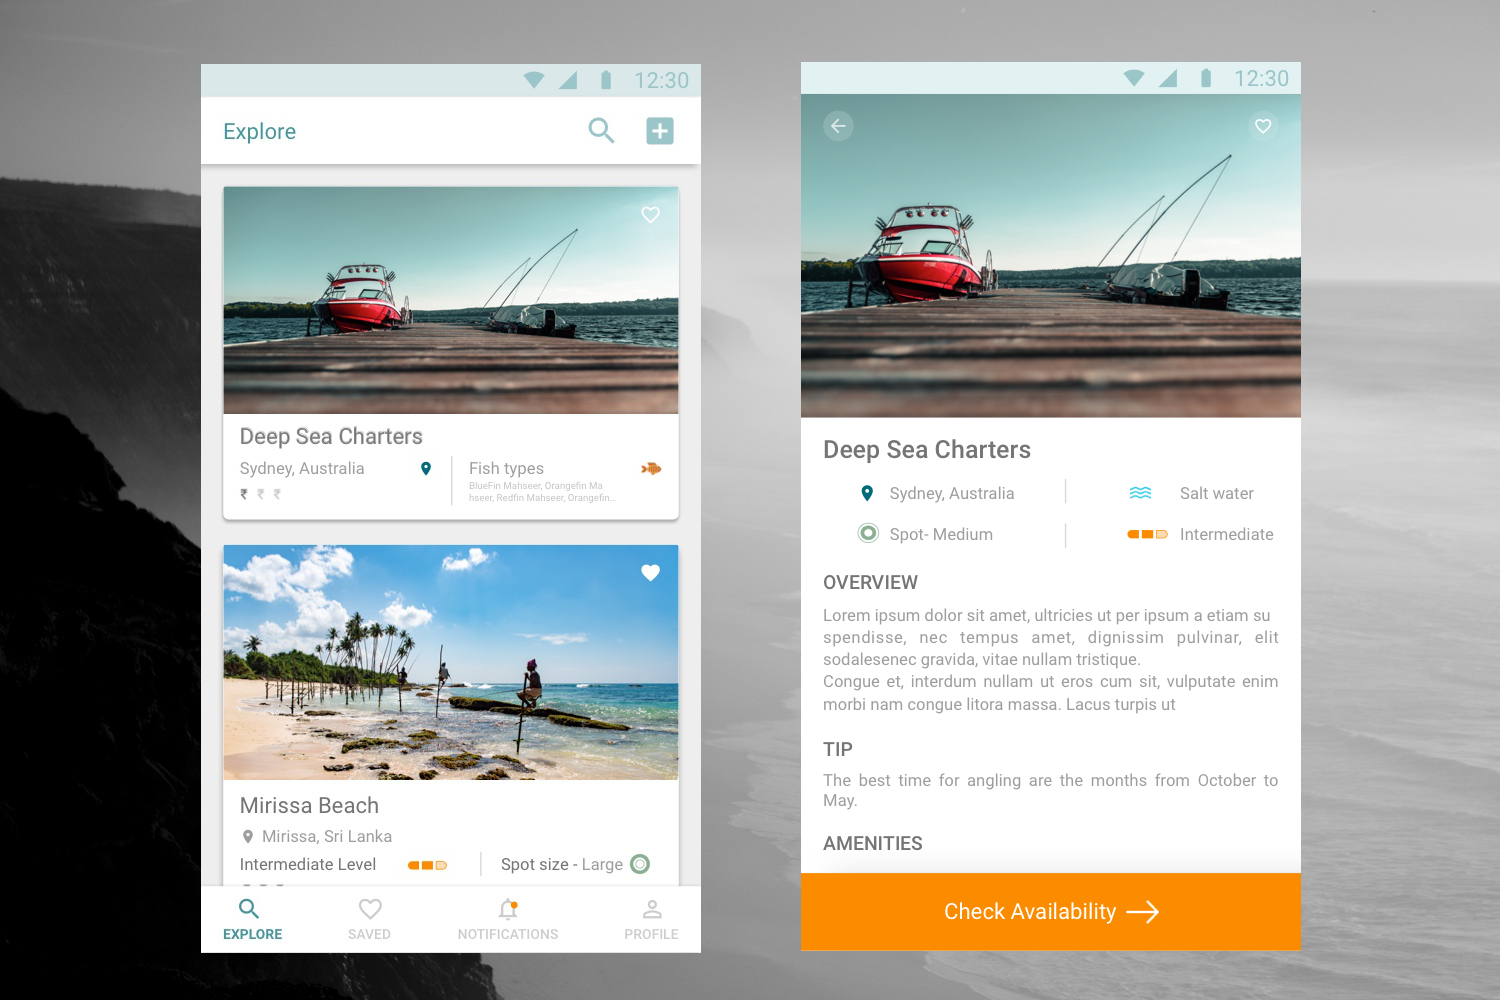 12:30
Explore
Deep Sea Charters
Sydney, Australia
₹ ₹ ₹
Fish types
BlueFin Mahseer, Orangefin Ma
hseer, Redfin Mahseer, Orangefin...
Mirissa Beach
Mirissa, Sri Lanka
Intermediate Level
Spot size - Large
EXPLORE
SAVED
NOTIFICATIONS
PROFILE
12:30
Deep Sea Charters
Sydney, Australia
Salt water
Spot- Medium
Intermediate
OVERVIEW
Lorem ipsum dolor sit amet, ultricies ut per ipsum a etiam su
spendisse, nec tempus amet, dignissim pulvinar, elit
sodalesenec gravida, vitae nullam tristique.
Congue et, interdum nullam ut eros cum sit, vulputate enim
morbi nam congue litora massa. Lacus turpis ut
TIP
The best time for angling are the months from October to
May.
AMENITIES
Check Availability